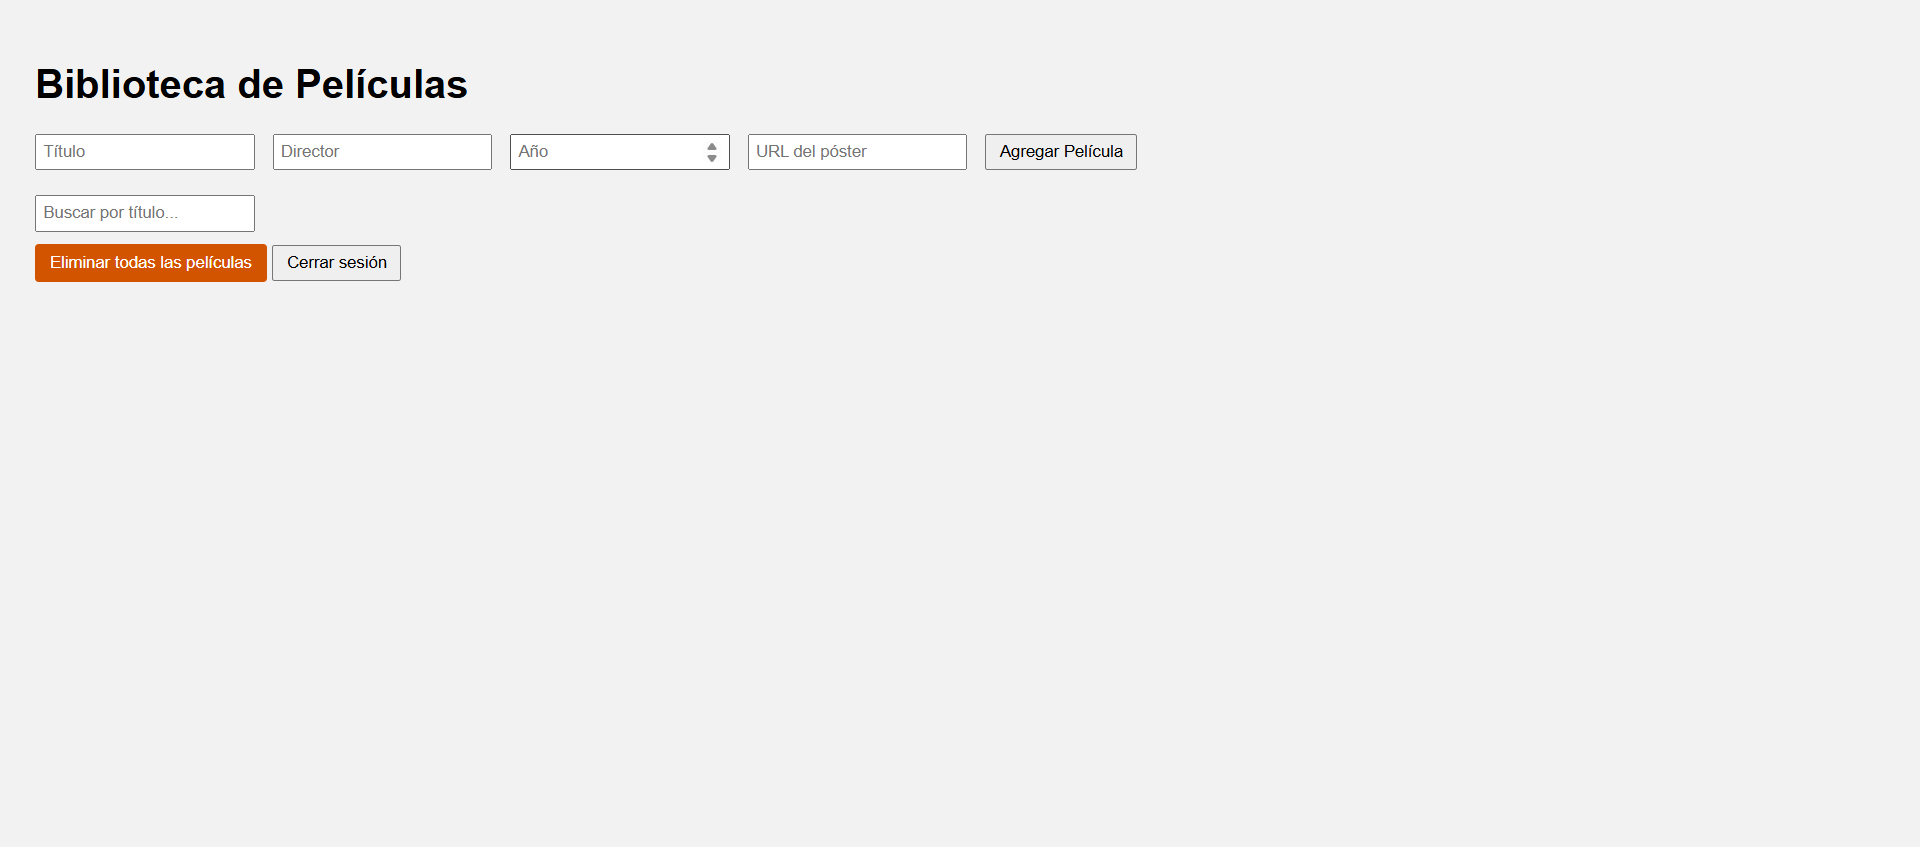 Biblioteca de Películas
Título Director Año URL del póster Agregar Película
Buscar por título...
Eliminar todas las películas Cerrar sesión